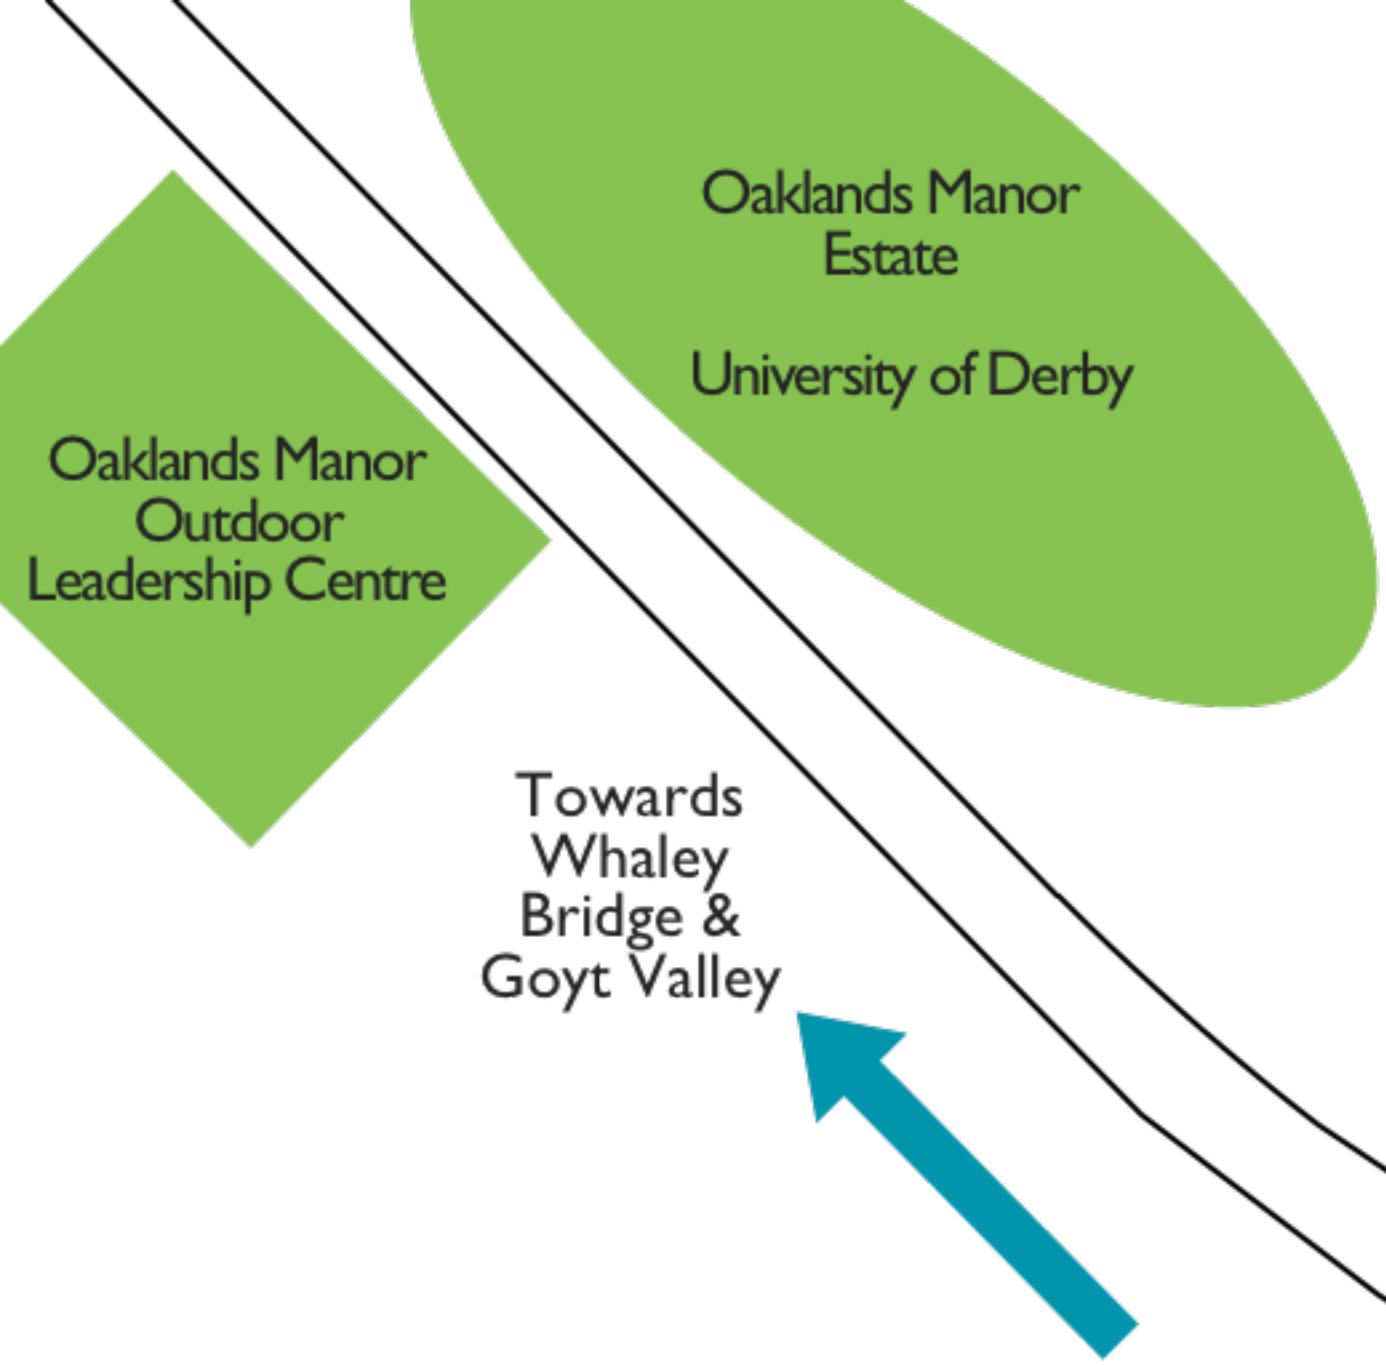 Oaklands Manor
Estate
University of Derby
Oaklands Manor
Outdoor
Leadership Centre
Towards
Whaley
Bridge &
Goyt Valley